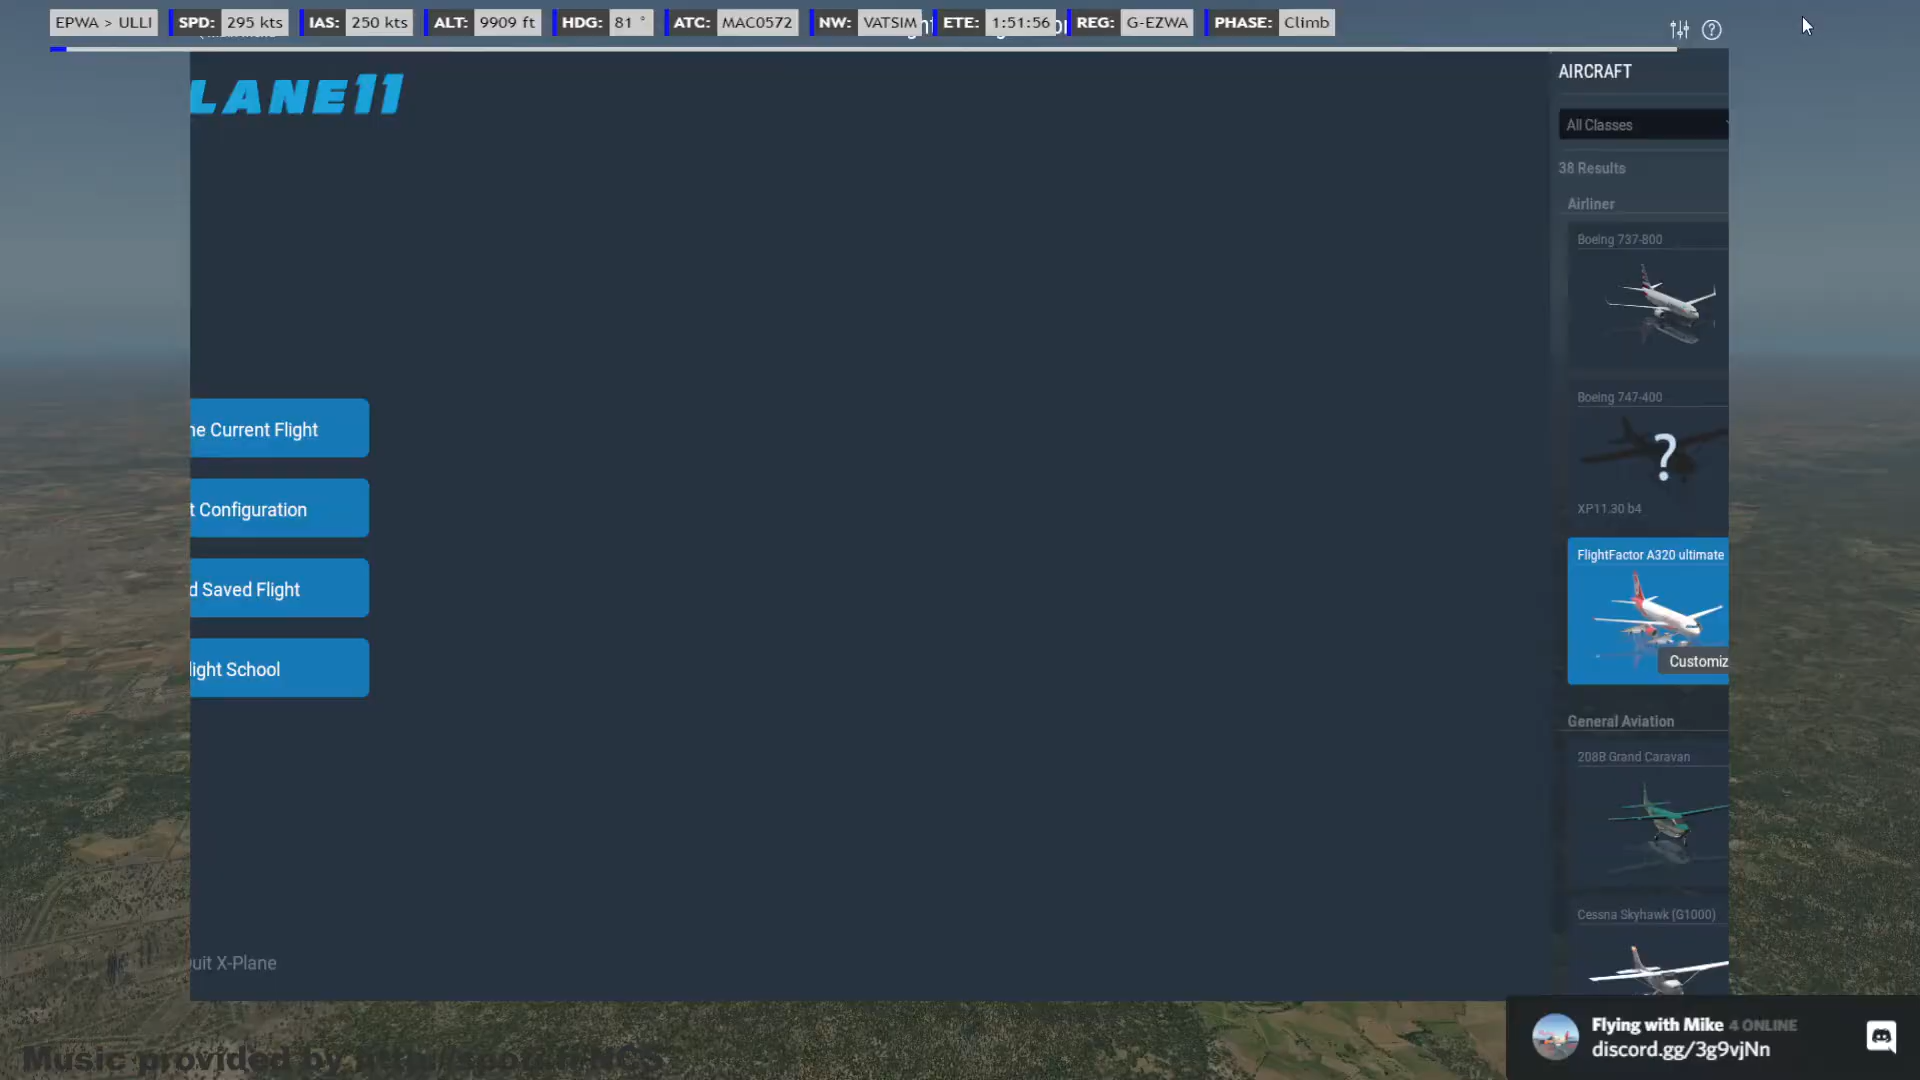 EPWA > ULLI SPD: 295 kts IAS: 250 kts ALT: 9909 ft HDG: 81 ° ATC: MAC0572 NW: VATSIM ETE: 1:51:56 REG: G-EZWA PHASE: Climb
LANE11
ne Current Flight
t Configuration
d Saved Flight
light School
uit X-Plane
AIRCRAFT
All Classes
38 Results
Airliner
Boeing 737-800
Boeing 747-400
?
XP11.30 b4
FlightFactor A320 ultimate
Customiz
General Aviation
208B Grand Caravan
Cessna Skyhawk (G1000)
Flying with Mike 4 ONLINE
discord.gg/3g9vjNn
Music provided by